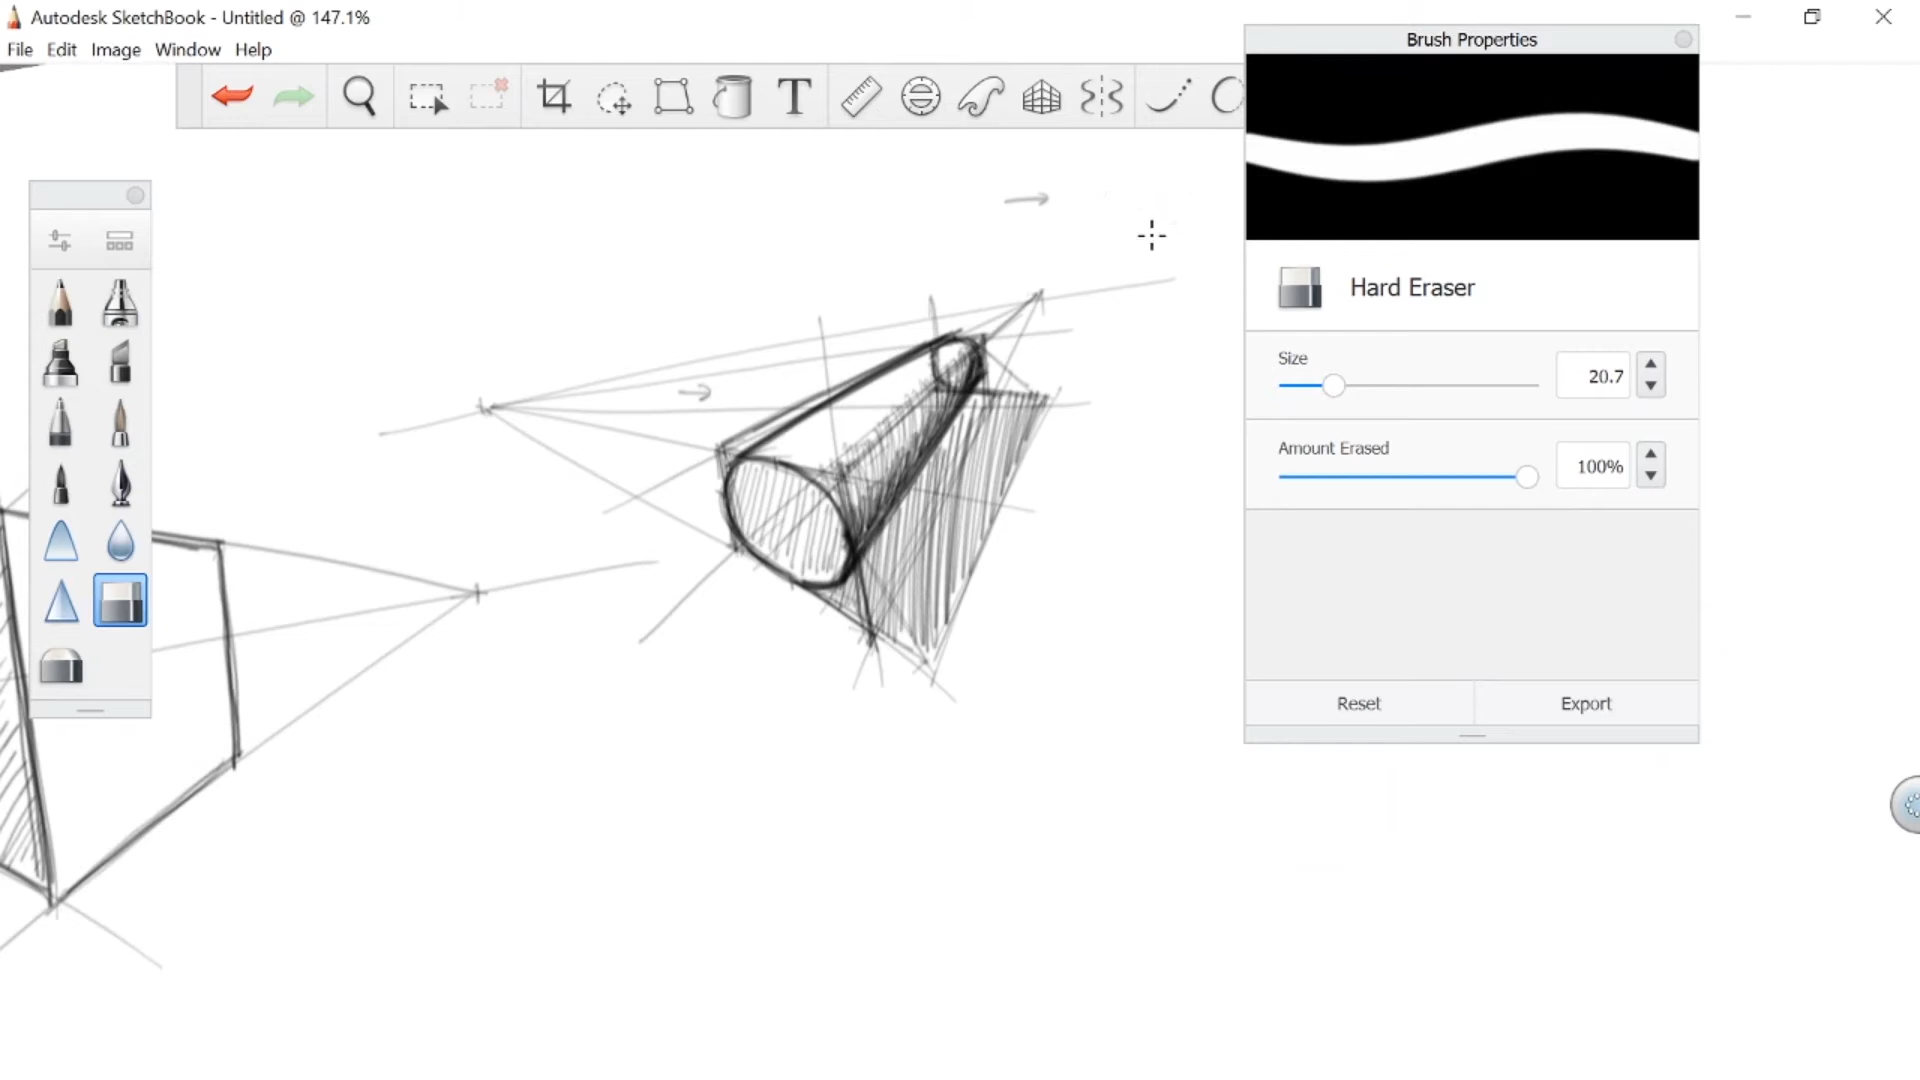 Autodesk SketchBook - Untitled @ 147.1%
File Edit Image Window Help
T
Brush Properties
Hard Eraser
Size
20.7
Amount Erased
100%
Reset Export